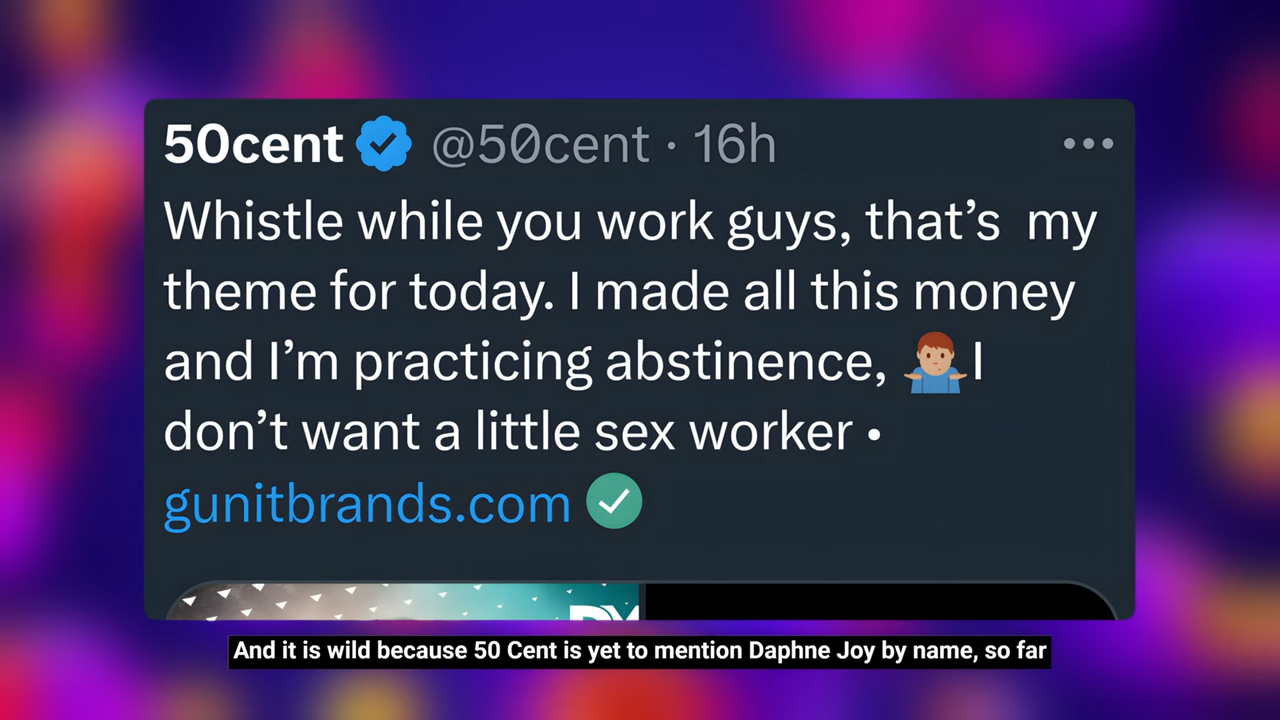 50cent @50cent · 16h
Whistle while you work guys, that’s  my
theme for today. I made all this money
and I’m practicing abstinence, 🤷🏽‍♂️I
don’t want a little sex worker •
gunitbrands.com ✅
And it is wild because 50 Cent is yet to mention Daphne Joy by name, so far